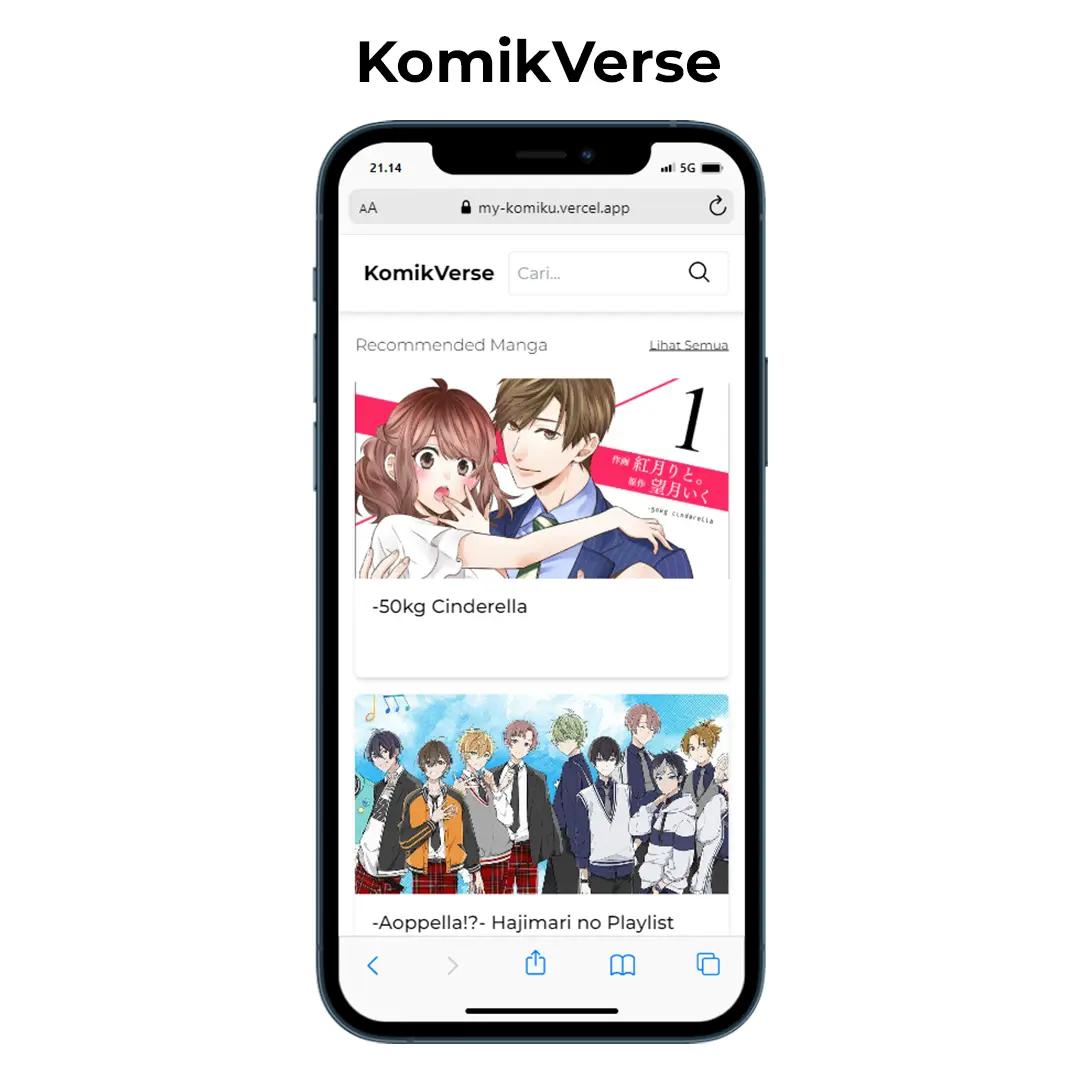 KomikVerse
21.14
5G
AA
my-komiku.vercel.app
KomikVerse
Cari...
Recommended Manga
Lihat Semua
1
作画 紅月りと。
原作 望月いく
-50kg cinderella
-50kg Cinderella
-Aoppella!?- Hajimari no Playlist